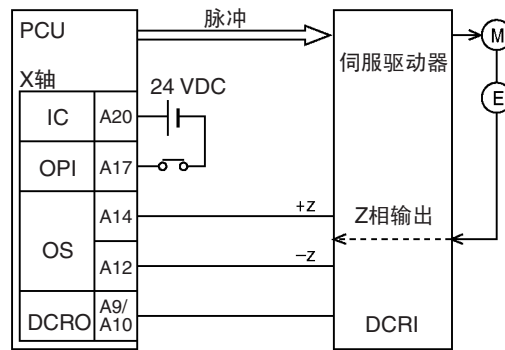 PCU
脉冲
伺服驱动器
M
X轴
24 VDC
E
IC A20
OPI A17
OS A14
+Z
Z相输出
A12
−Z
DCRO A9/
A10
DCRI